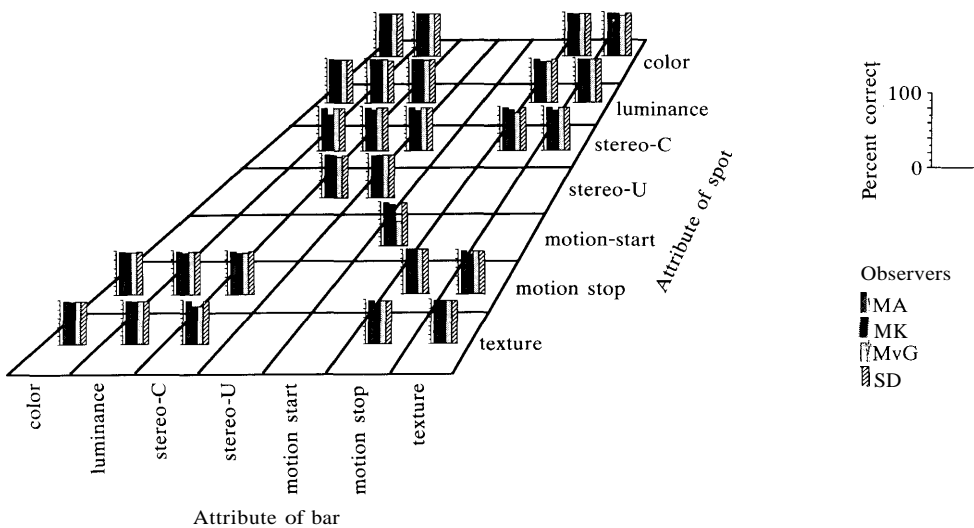 color
luminance
stereo-C
stereo-U
motion-start
motion stop
texture
Attribute of spot
color
luminance
stereo-C
stereo-U
motion start
motion stop
texture
Attribute of bar
Percent correct
100
0
Observers
MA
MK
MvG
SD